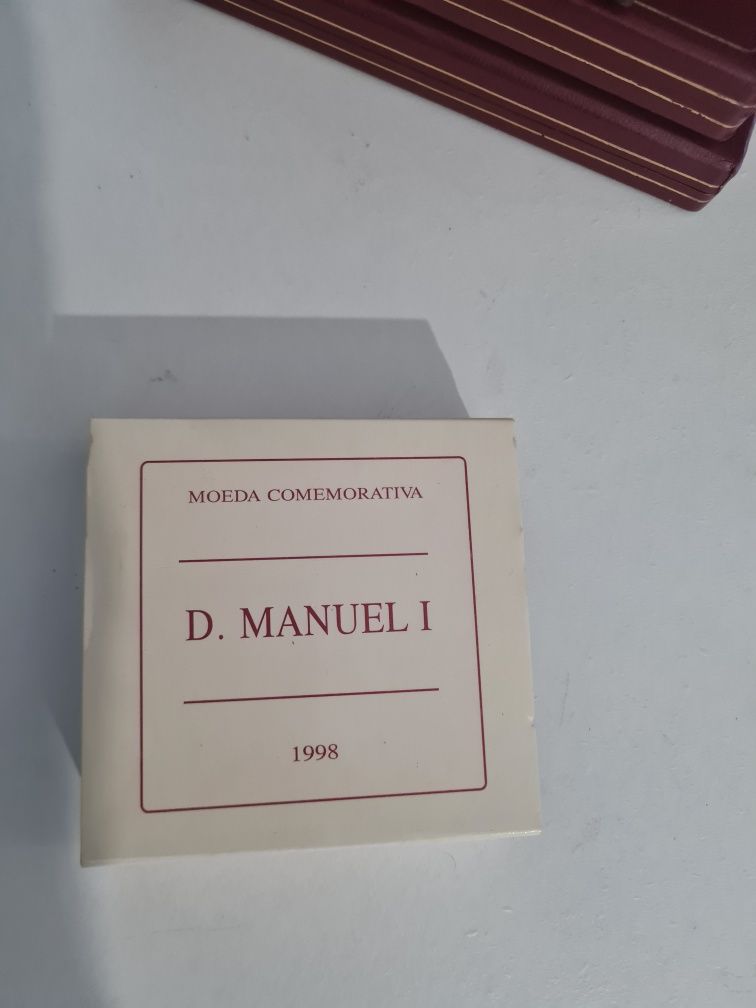 MOEDA COMEMORATIVA
D. MANUEL I
1998